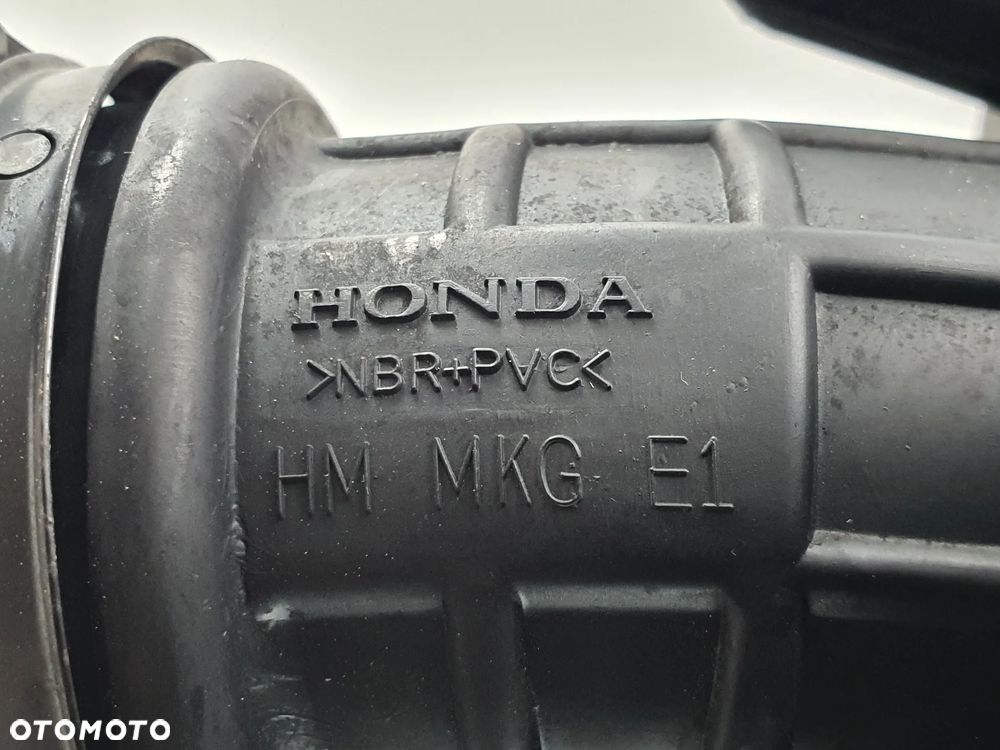 HONDA
>NBR+PVC<
HM MKG E1
OTOMOTO